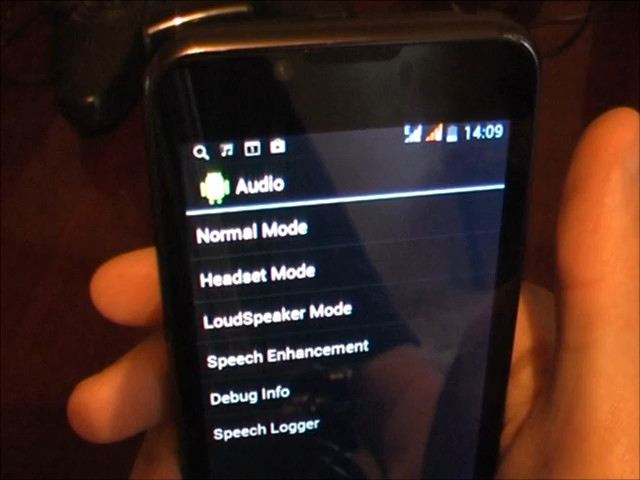 14:09
Audio
Normal Mode
Headset Mode
LoudSpeaker Mode
Speech Enhancement
Debug Info
Speech Logger